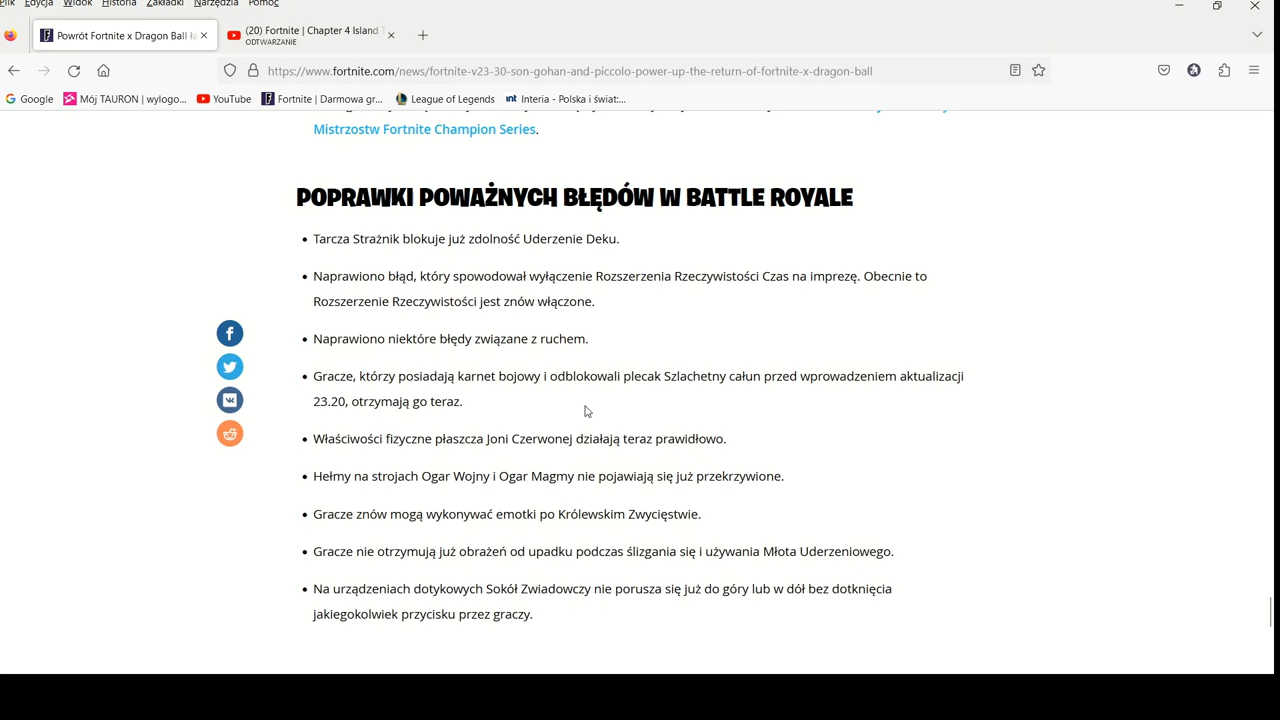 Plik Edycja Widok Historia Zakładki Narzędzia Pomoc
Powrót Fortnite x Dragon Ball
(20) Fortnite | Chapter 4 Island
ODTWARZANIE
https://www.fortnite.com/news/fortnite-v23-30-son-gohan-and-piccolo-power-up-the-return-of-fortnite-x-dragon-ball
Google Mój TAURON | wylogo... YouTube Fortnite | Darmowa gr... League of Legends int Interia - Polska i świat:...
Mistrzostw Fortnite Champion Series.
POPRAWKI POWAŻNYCH BŁĘDÓW W BATTLE ROYALE
• Tarcza Strażnik blokuje już zdolność Uderzenie Deku.
• Naprawiono błąd, który spowodował wyłączenie Rozszerzenia Rzeczywistości Czas na imprezę. Obecnie to
Rozszerzenie Rzeczywistości jest znów włączone.
• Naprawiono niektóre błędy związane z ruchem.
• Gracze, którzy posiadają karnet bojowy i odblokowali plecak Szlachetny całun przed wprowadzeniem aktualizacji
23.20, otrzymają go teraz.
• Właściwości fizyczne płaszcza Joni Czerwonej działają teraz prawidłowo.
• Hełmy na strojach Ogar Wojny i Ogar Magmy nie pojawiają się już przekrzywione.
• Gracze znów mogą wykonywać emotki po Królewskim Zwycięstwie.
• Gracze nie otrzymują już obrażeń od upadku podczas ślizgania się i używania Młota Uderzeniowego.
• Na urządzeniach dotykowych Sokół Zwiadowczy nie porusza się już do góry lub w dół bez dotknięcia
jakiegokolwiek przycisku przez graczy.